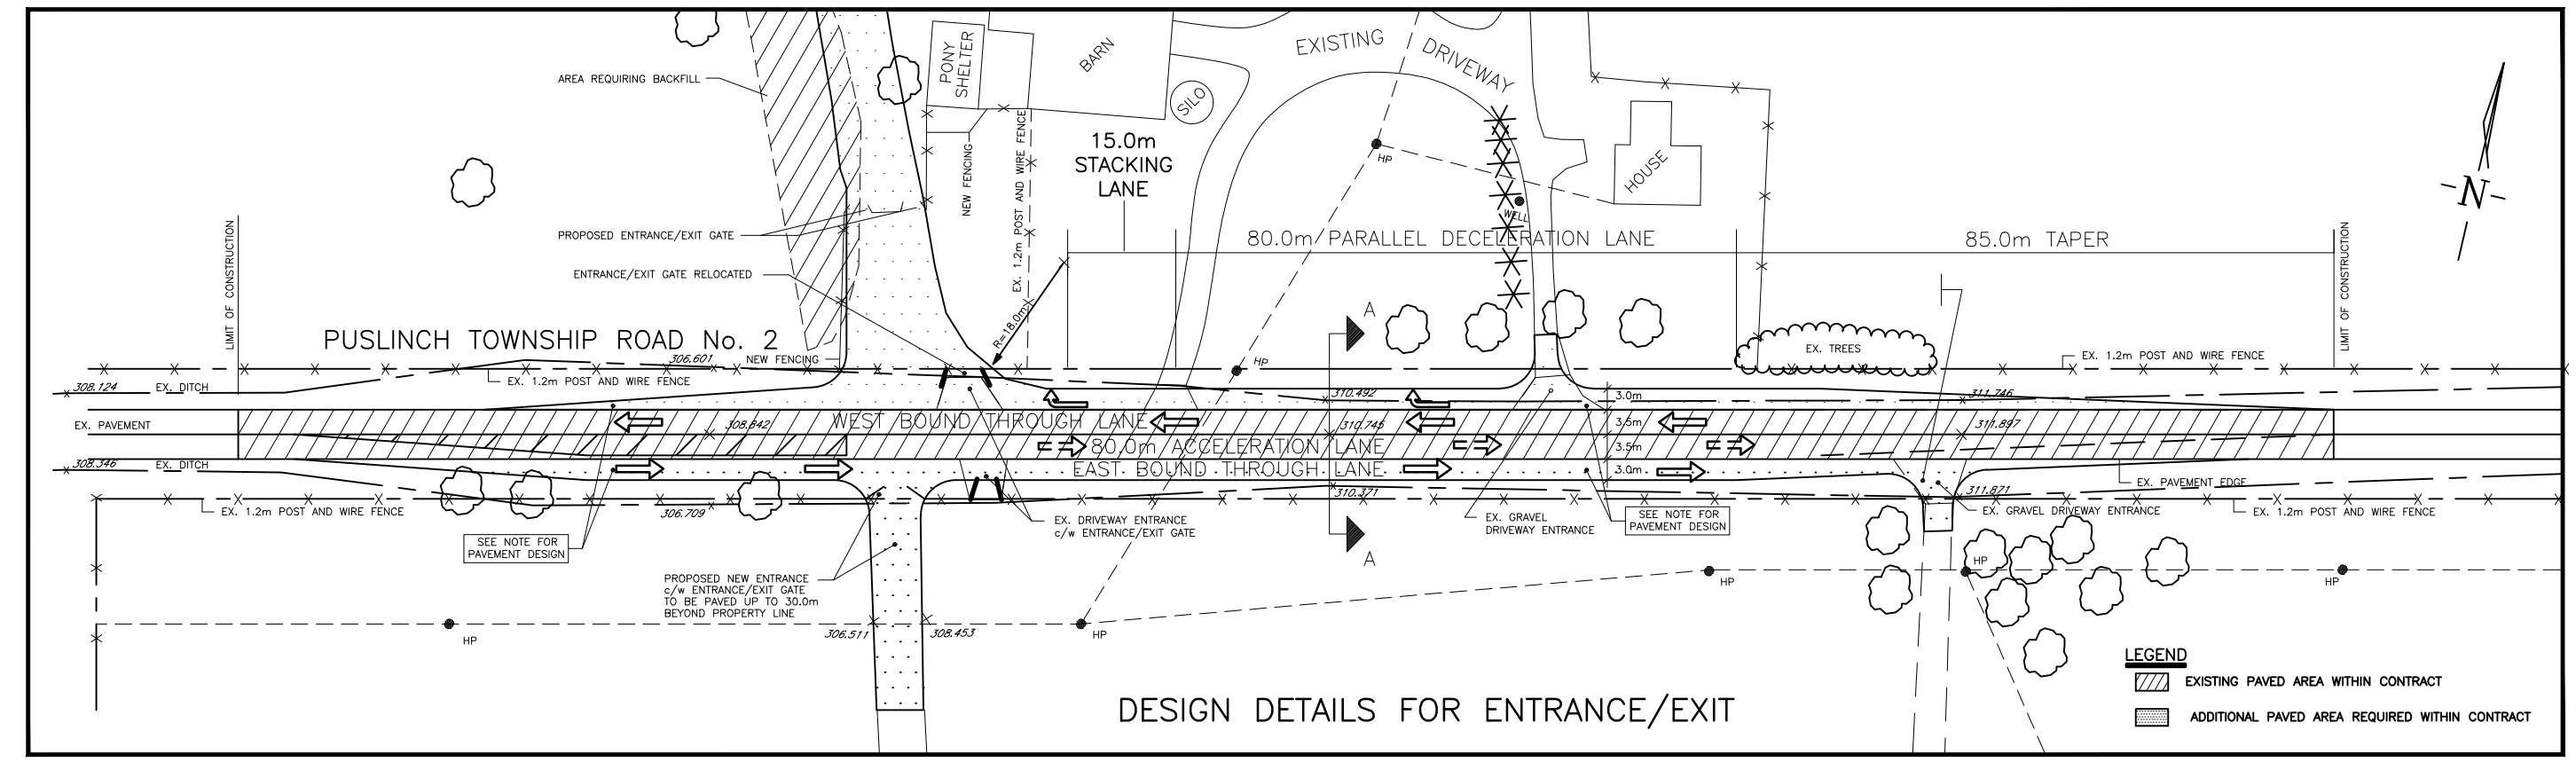 AREA REQUIRING BACKFILL
PONY
SHELTER
BARN
SILO
EXISTING DRIVEWAY
HP
HOUSE
WELL
N
NEW FENCING
EX. 1.2m POST AND WIRE FENCE
15.0m
STACKING
LANE
PROPOSED ENTRANCE/EXIT GATE
ENTRANCE/EXIT GATE RELOCATED
80.0m PARALLEL DECELERATION LANE
85.0m TAPER
LIMIT OF CONSTRUCTION
LIMIT OF CONSTRUCTION
R=18.0m
A
PUSLINCH TOWNSHIP ROAD No. 2
306.601
NEW FENCING
HP
EX. TREES
EX. 1.2m POST AND WIRE FENCE
308.124
EX. DITCH
EX. 1.2m POST AND WIRE FENCE
310.492
3.0m
311.746
EX. PAVEMENT
308.842
WEST BOUND THROUGH LANE
310.745
3.5m
311.897
80.0m ACCELERATION LANE
3.5m
308.346
EX. DITCH
EAST BOUND THROUGH LANE
3.0m
EX. PAVEMENT EDGE
EX. 1.2m POST AND WIRE FENCE
306.709
310.371
311.871
EX. GRAVEL DRIVEWAY ENTRANCE
EX. 1.2m POST AND WIRE FENCE
SEE NOTE FOR
PAVEMENT DESIGN
EX. DRIVEWAY ENTRANCE
c/w ENTRANCE/EXIT GATE
EX. GRAVEL
DRIVEWAY ENTRANCE
SEE NOTE FOR
PAVEMENT DESIGN
A
PROPOSED NEW ENTRANCE
c/w ENTRANCE/EXIT GATE
TO BE PAVED UP TO 30.0m
BEYOND PROPERTY LINE
HP
HP
HP
HP
306.511
308.453
HP
LEGEND
EXISTING PAVED AREA WITHIN CONTRACT
ADDITIONAL PAVED AREA REQUIRED WITHIN CONTRACT
DESIGN DETAILS FOR ENTRANCE/EXIT